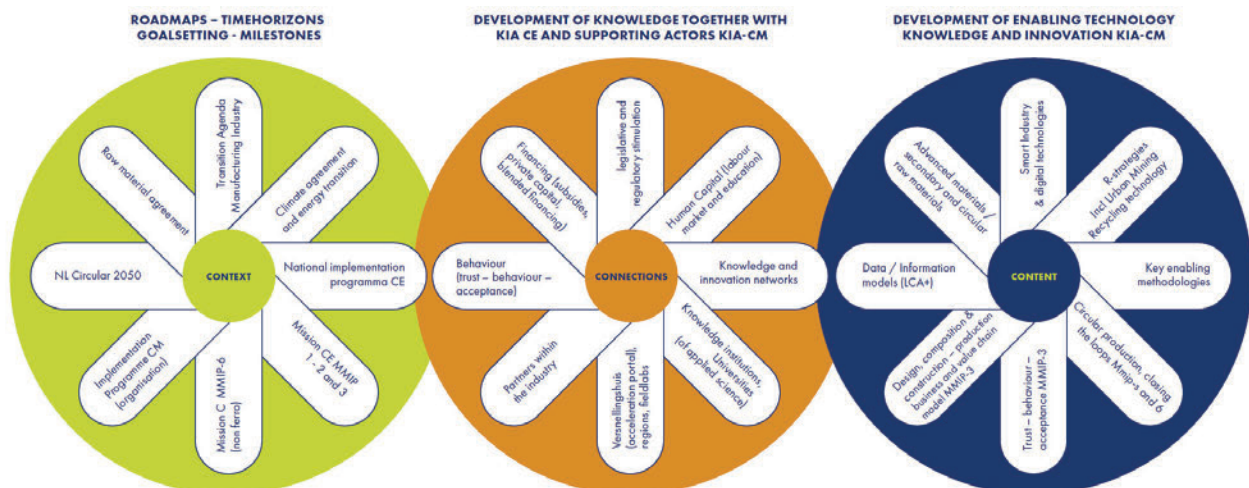 ROADMAPS – TIMEHORIZONS
GOALSETTING - MILESTONES
Transition Agenda
Manufacturing Industry
Climate agreement
and energy transition
National implementation
programma CE
Mission CE MMIP
1 - 2 and 3
Mission C MMIP-6
(non ferro)
Implementation
Programme CM
(organisation)
NL Circular 2050
Raw material agreement
CONTEXT
DEVELOPMENT OF KNOWLEDGE TOGETHER WITH
KIA CE AND SUPPORTING ACTORS KIA-CM
legislative and
regulatory stimulation
Human Capital (labour
market and education)
Knowledge and
innovation networks
Knowledge institutions,
Universities
(of applied science)
Versnellingshuis
(acceleration portal),
regions, fieldlabs
Partners within
the industry
Behaviour
(trust – behaviour –
acceptance)
Financing (subsidies,
private capital),
blended financing)
CONNECTIONS
DEVELOPMENT OF ENABLING TECHNOLOGY
KNOWLEDGE AND INNOVATION KIA-CM
Smart Industry
& digital technologies
R-strategies
Incl Urban Mining
Recycling technology
Key enabling
methodologies
Circular production, closing
the loops Mmip-s and 6
Trust – behaviour –
acceptance MMIP-3
Design, composition &
construction – production
business and value chain
model MMIP-3
Data / Information
models (LCA+)
Advanced materials /
secondary and circular
raw materials
CONTENT